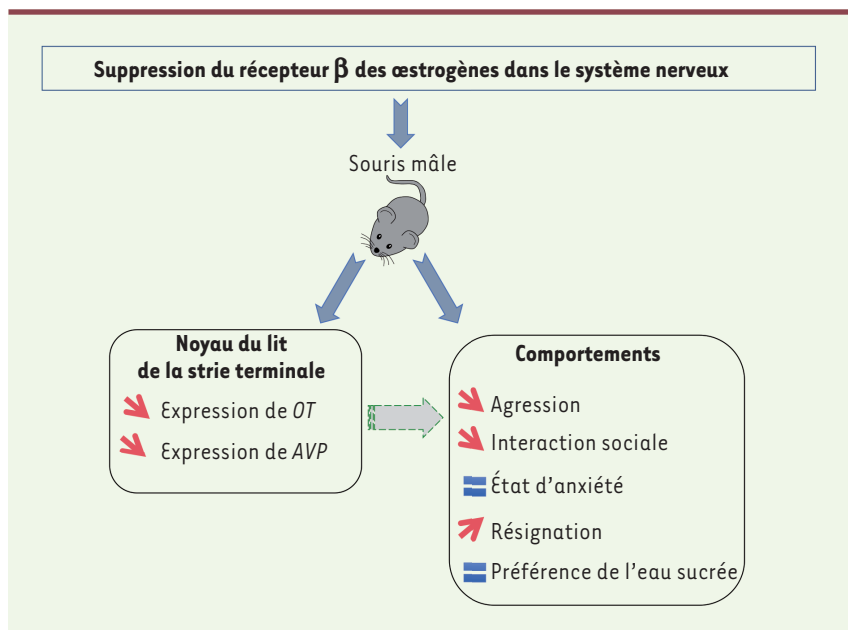 Suppression du récepteur β des œstrogènes dans le système nerveux
Souris mâle
Noyau du lit
de la strie terminale
Expression de OT
Expression de AVP
Comportements
Agression
Interaction sociale
État d’anxiété
Résignation
Préférence de l’eau sucrée